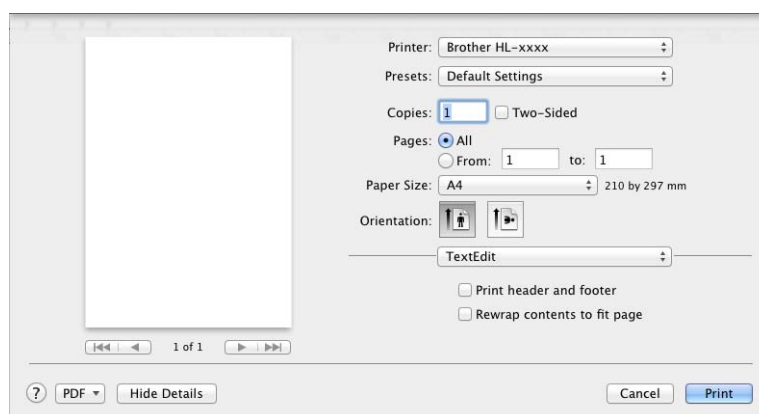 Printer: Brother HL-xxxx
Presets: Default Settings
Copies: 1 Two-Sided
Pages: All
From: 1 to: 1
Paper Size: A4 210 by 297 mm
Orientation:
TextEdit
Print header and footer
Rewrap contents to fit page
1 of 1
? PDF Hide Details Cancel Print